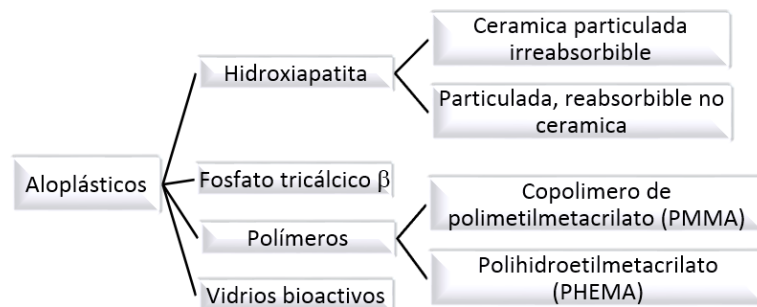 Aloplásticos
Hidroxiapatita
Ceramica particulada
irreabsorbible
Particulada, reabsorbible no
ceramica
Fosfato tricálcico β
Polímeros
Copolimero de
polimetilmetacrilato (PMMA)
Polihidroetilmetacrilato
(PHEMA)
Vidrios bioactivos